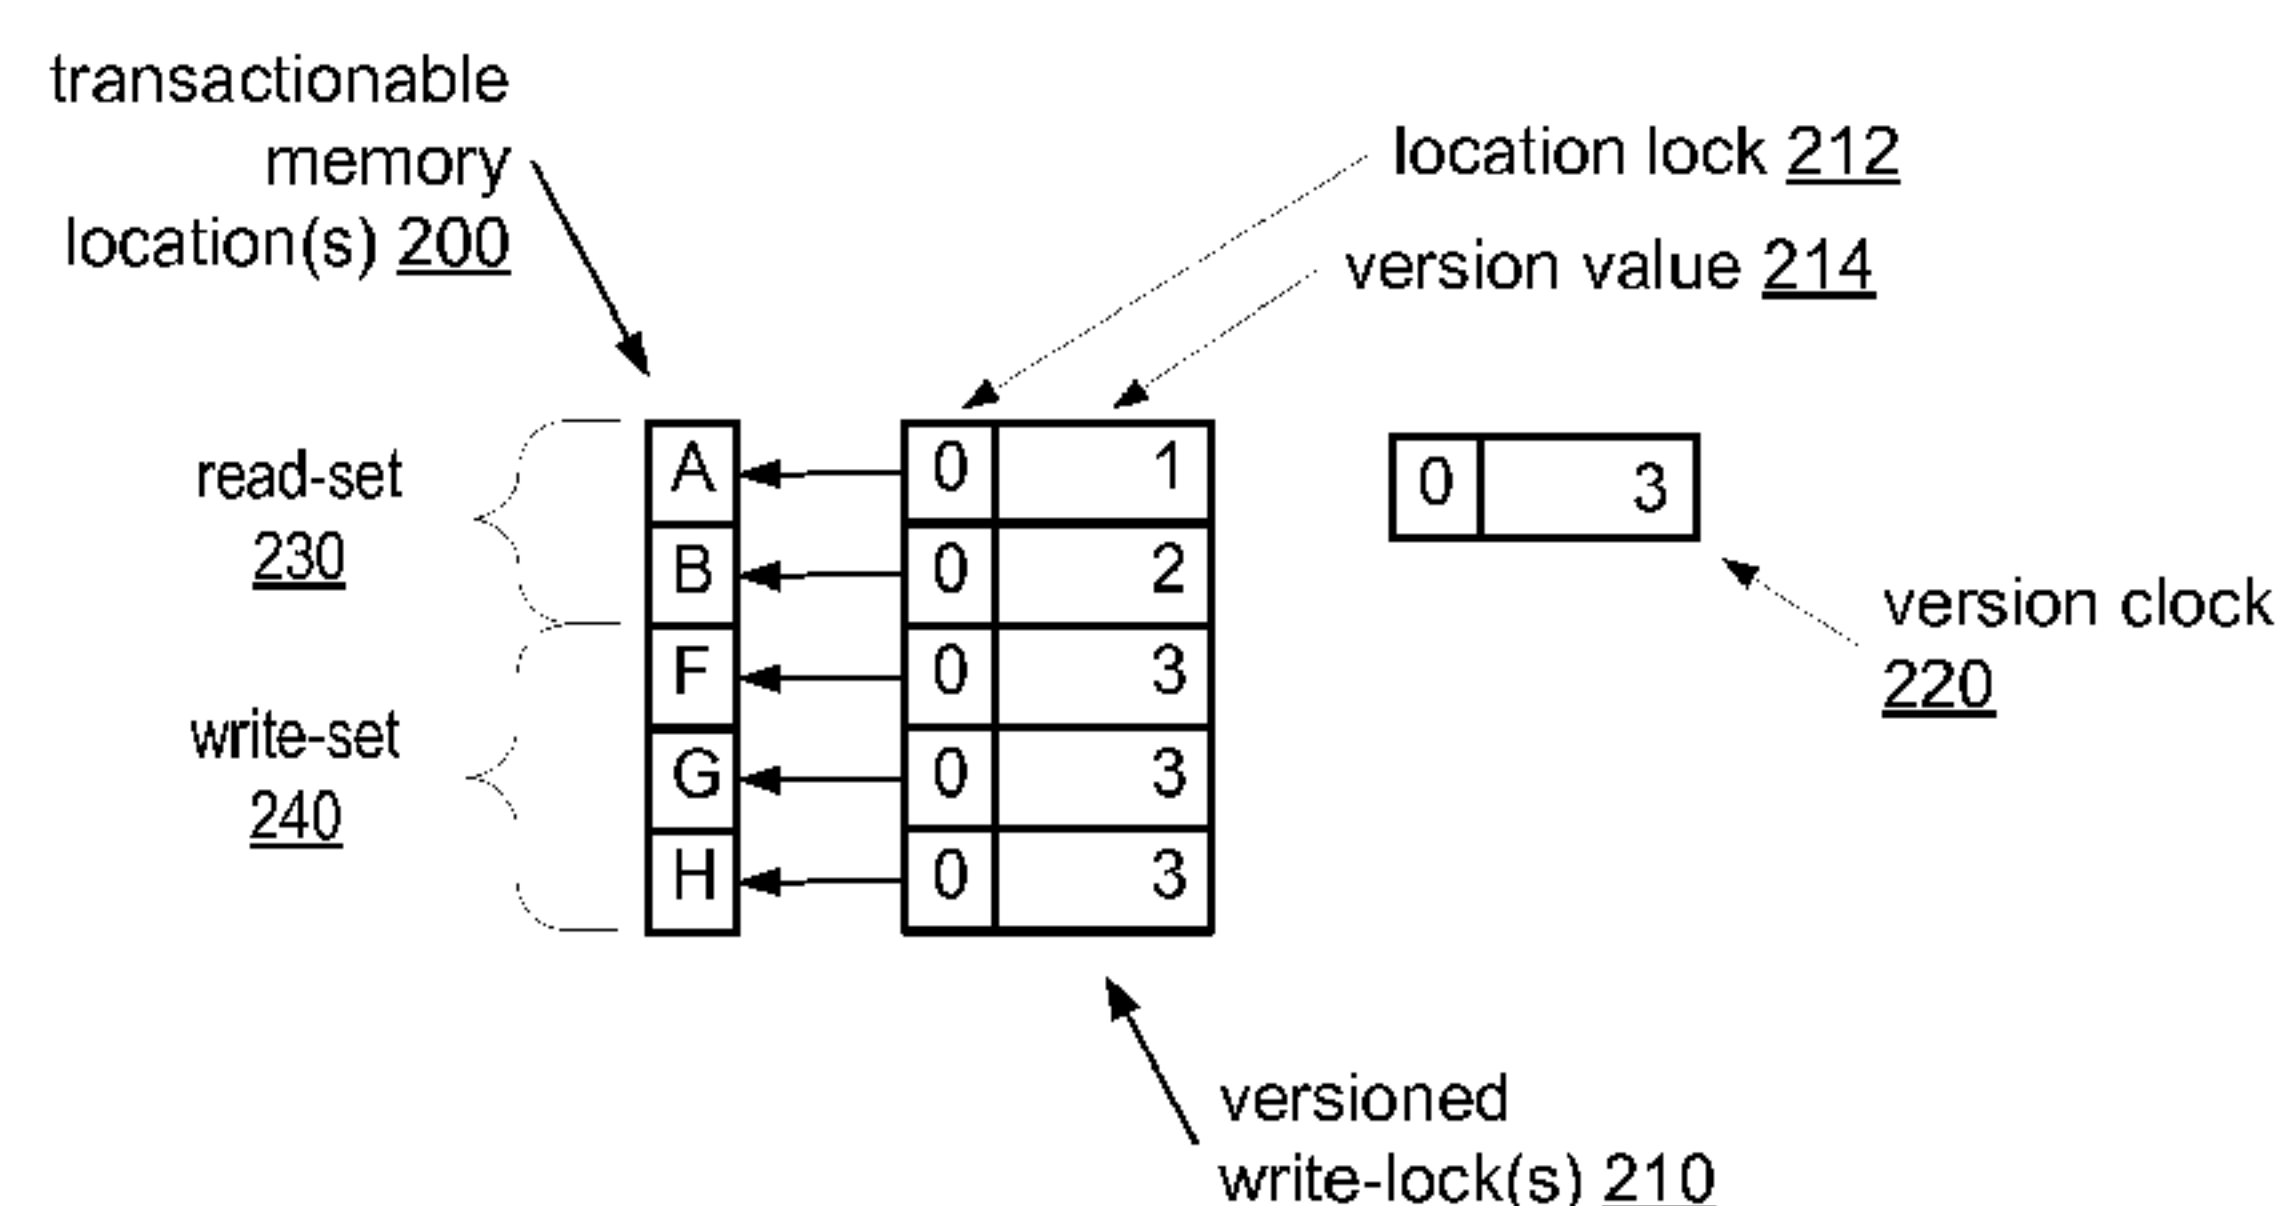 transactionable
memory
location(s) 200
location lock 212
version value 214
read-set
230
write-set
240
A 0 1
B 0 2
F 0 3
G 0 3
H 0 3
0 3
version clock
220
versioned
write-lock(s) 210